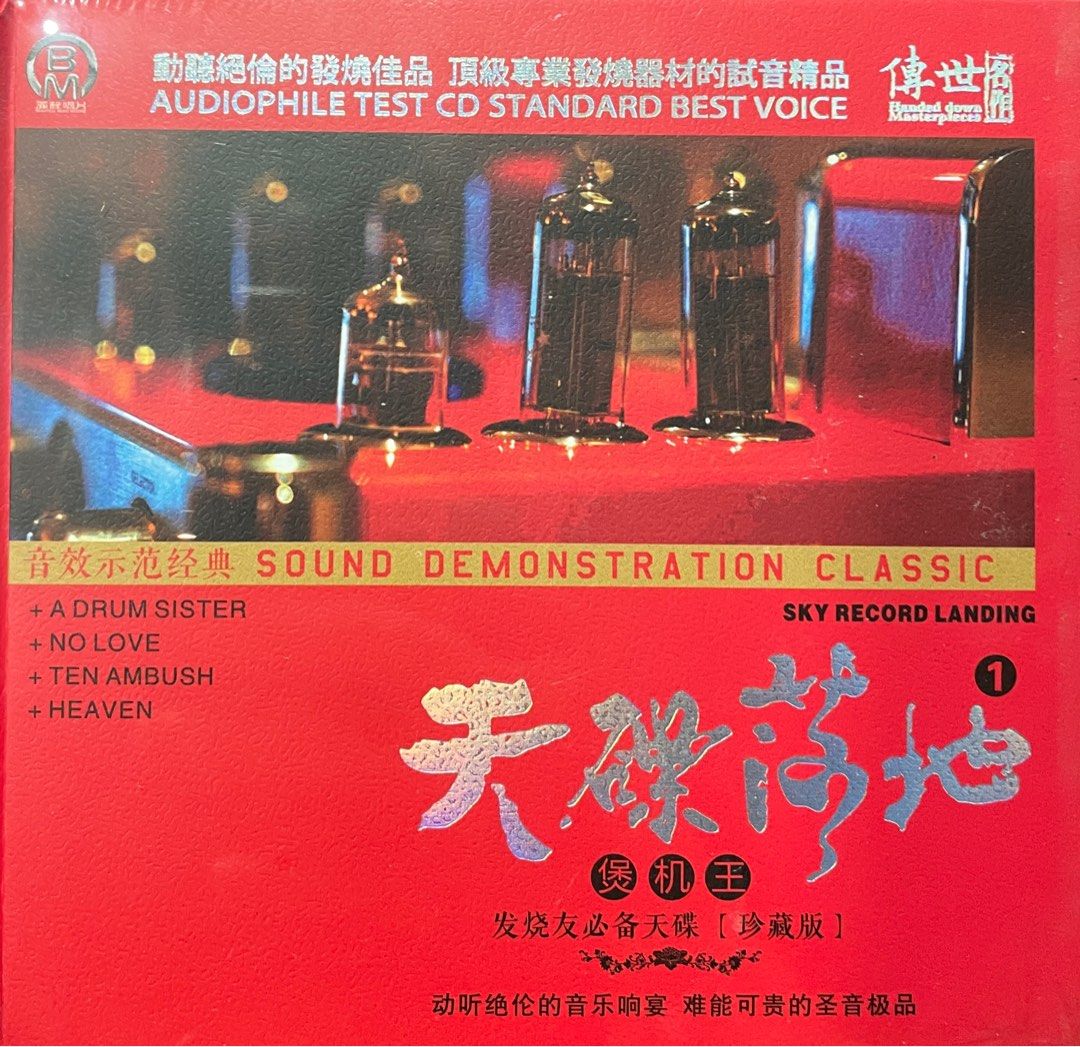 BM
動聽絕倫的發燒佳品 頂級專業發燒器材的試音精品
AUDIOPHILE TEST CD STANDARD BEST VOICE
傳世名作
Handed down
Masterpieces
音效示范经典 SOUND DEMONSTRATION CLASSIC
+ A DRUM SISTER
+ NO LOVE
+ TEN AMBUSH
+ HEAVEN
SKY RECORD LANDING
1
天碟落地
煲机王
发烧友必备天碟[珍藏版]
动听绝伦的音乐响宴 难能可贵的圣音极品